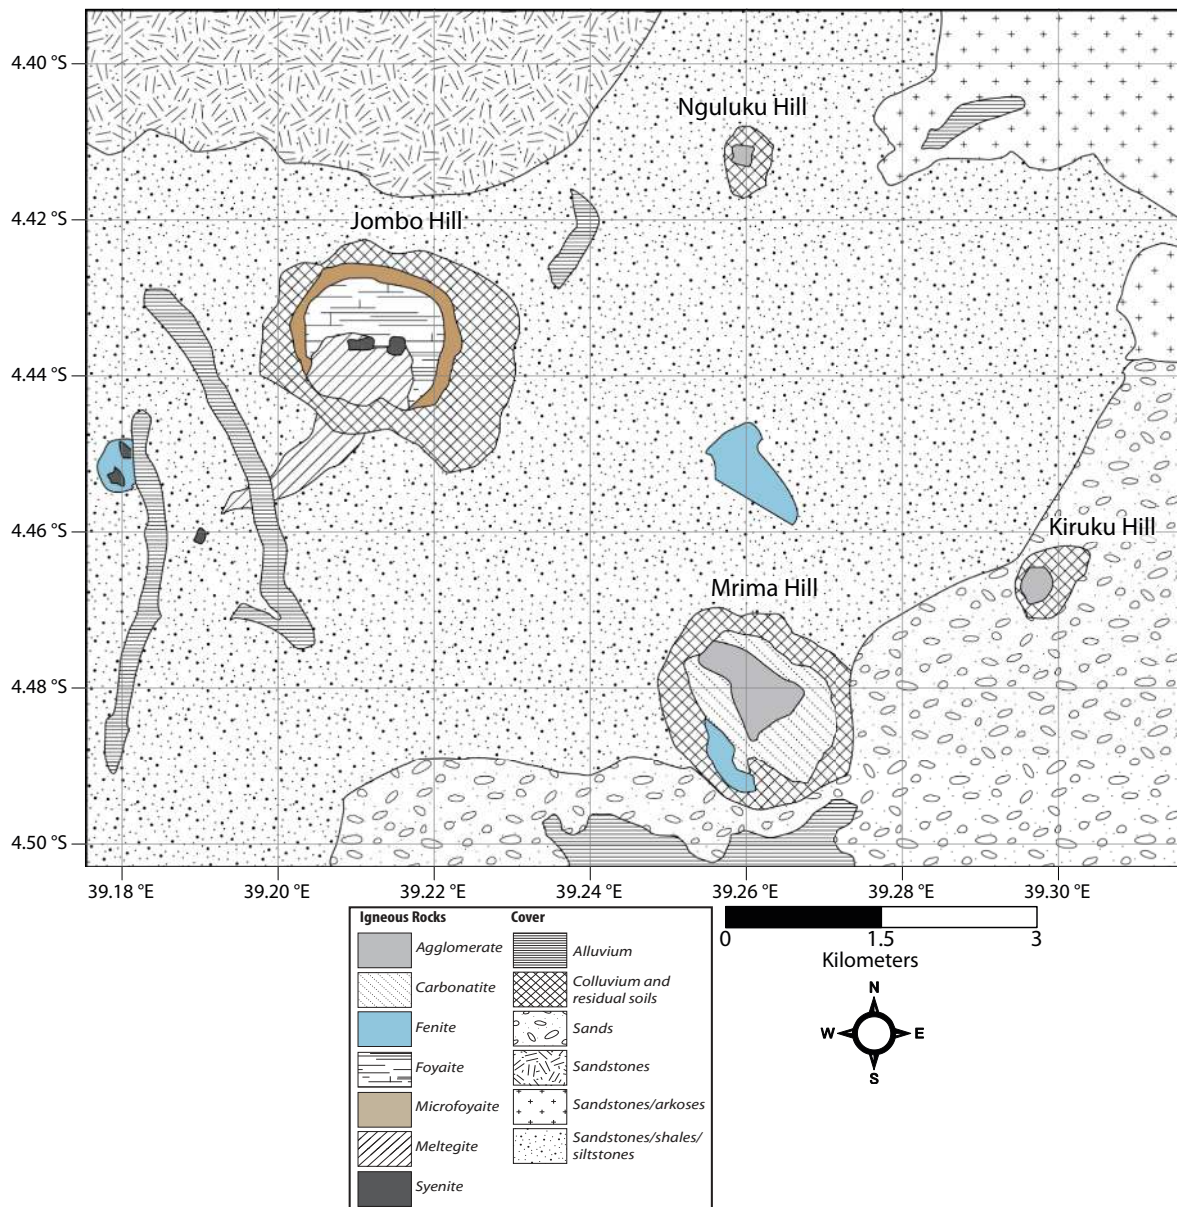 4.40 °S
Nguluku Hill
4.42 °S
Jombo Hill
4.44 °S
4.46 °S
Kiruku Hill
Mrima Hill
4.48 °S
4.50 °S
39.18 °E
39.20 °E
39.22 °E
39.24 °E
39.26 °E
39.28 °E
39.30 °E
Igneous Rocks
Agglomerate
Carbonatite
Fenite
Foyaite
Microfoyaite
Meltegite
Syenite
Cover
Alluvium
Colluvium and
residual soils
Sands
Sandstones
Sandstones/arkoses
Sandstones/shales/
siltstones
0 1.5 3
Kilometers
N
W E
S